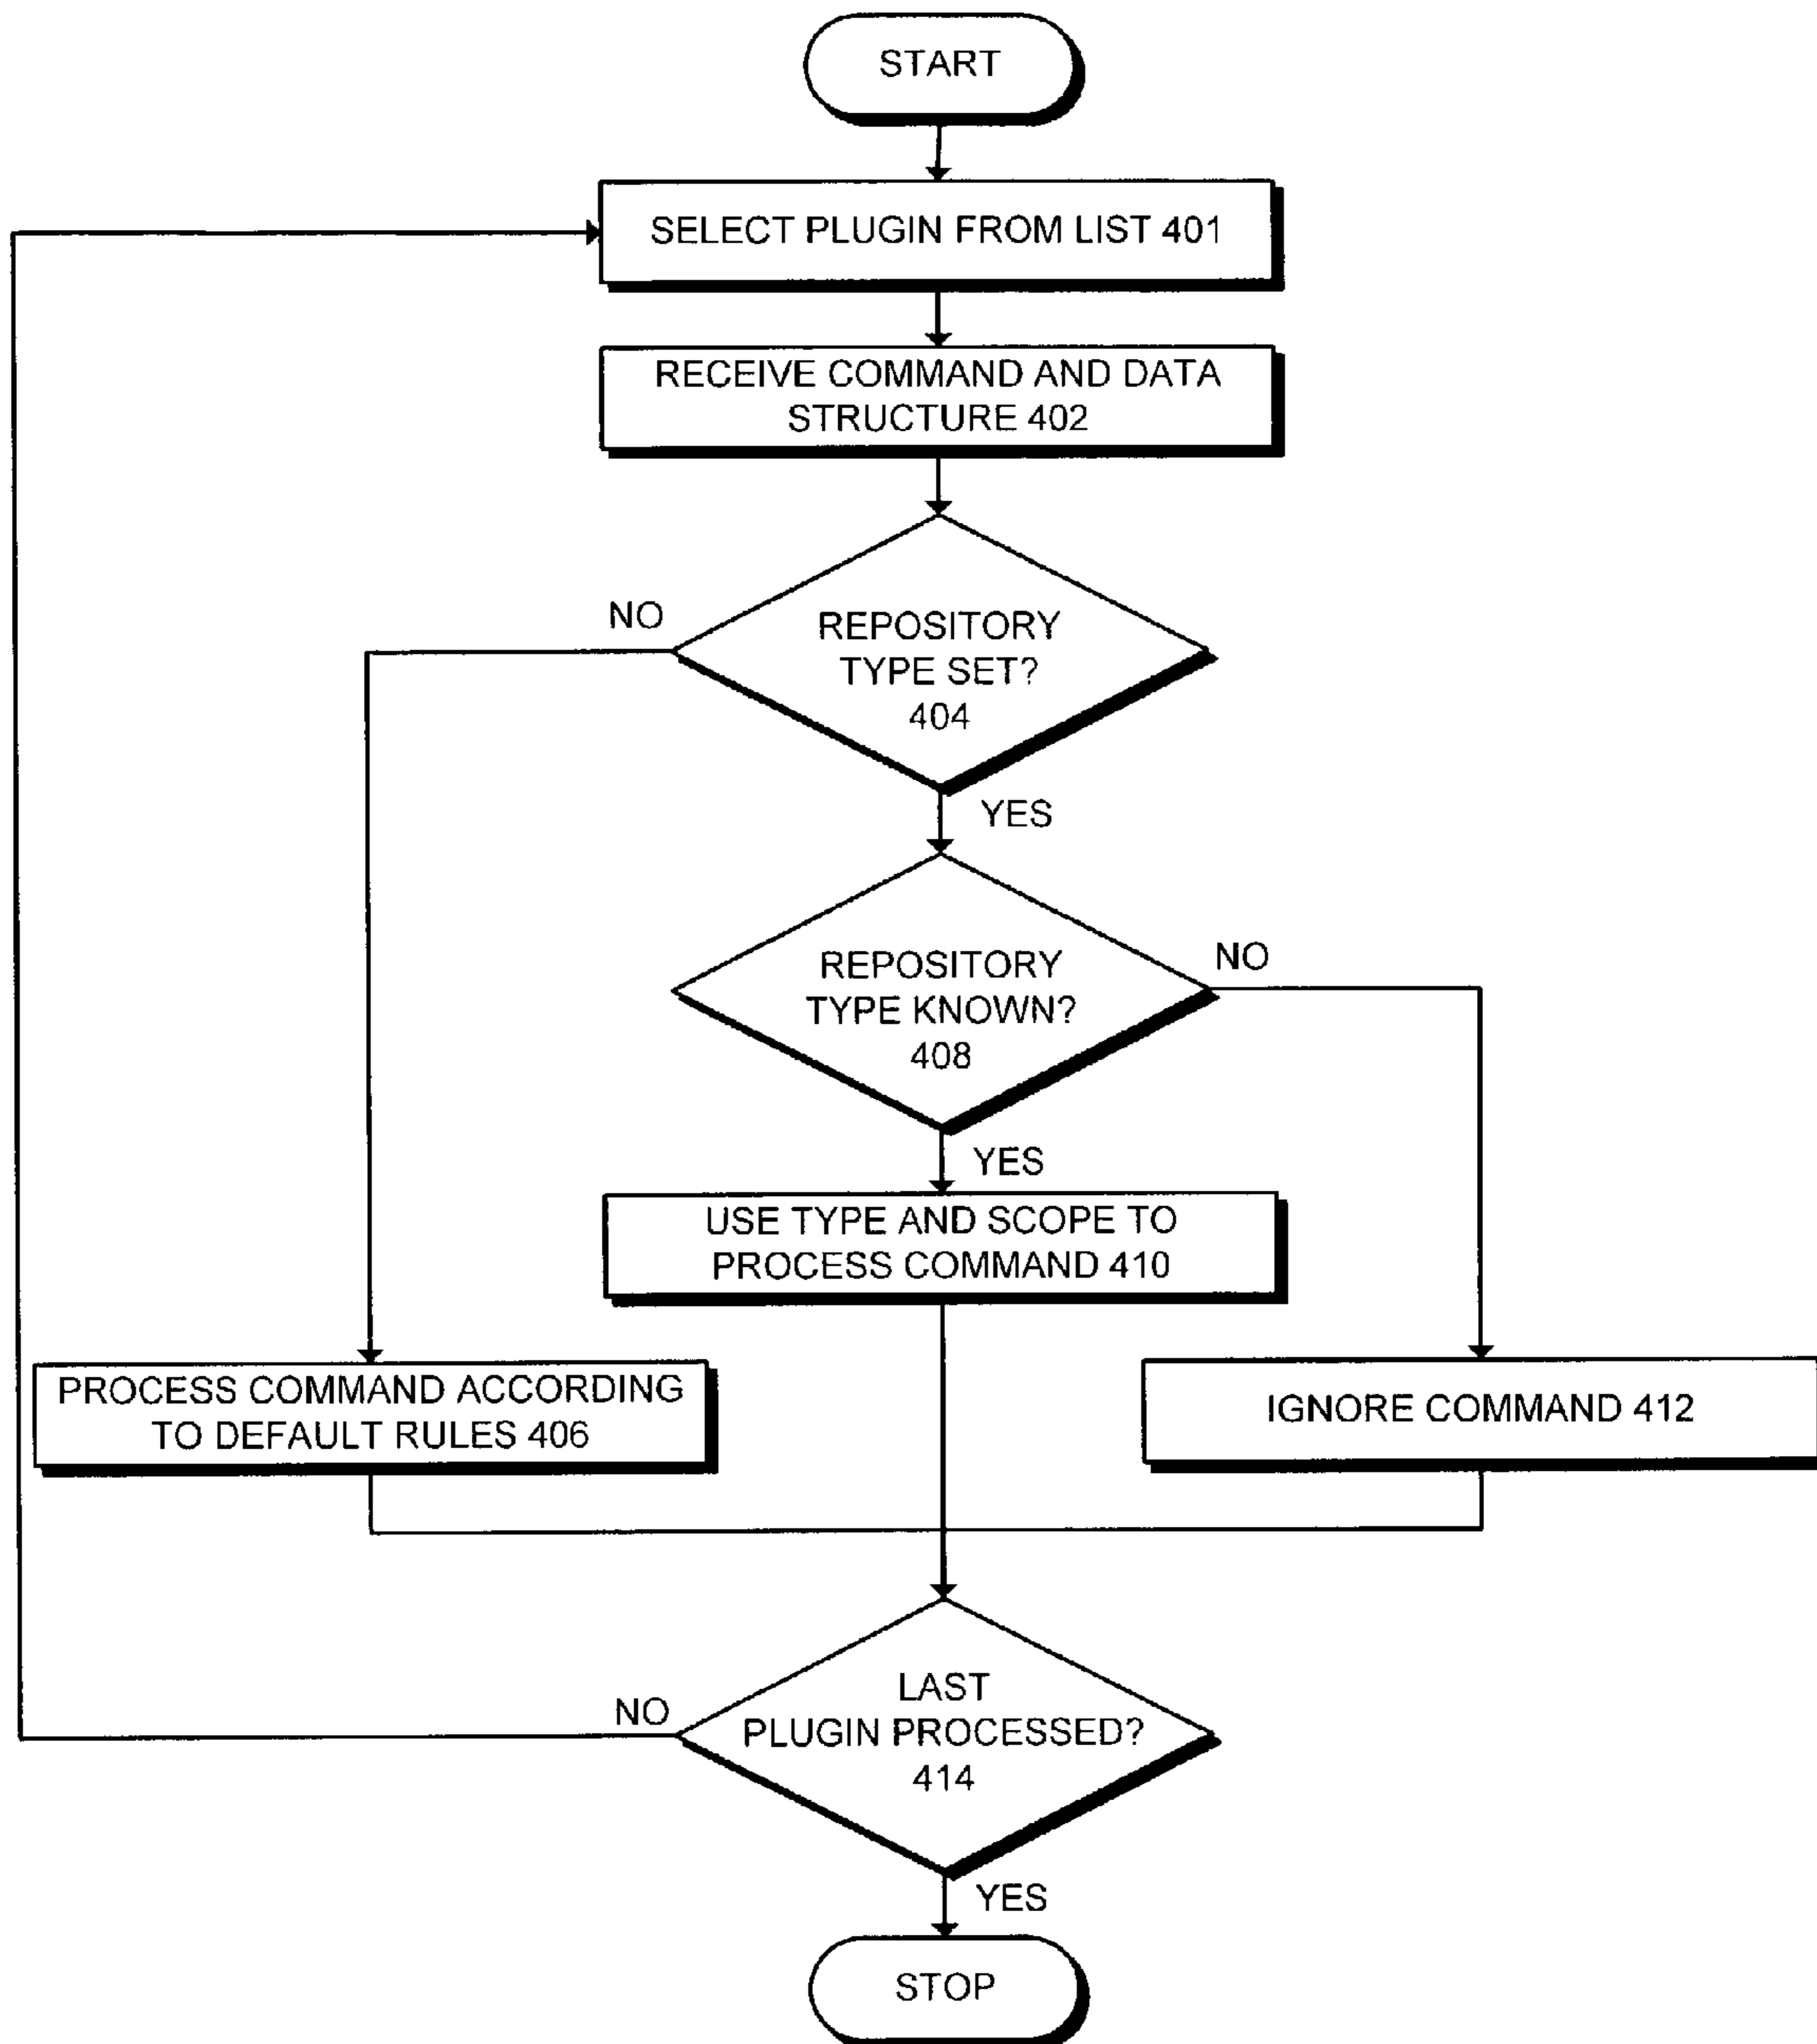 START
SELECT PLUGIN FROM LIST 401
RECEIVE COMMAND AND DATA
STRUCTURE 402
NO
REPOSITORY
TYPE SET?
404
YES
REPOSITORY
TYPE KNOWN?
408
NO
YES
USE TYPE AND SCOPE TO
PROCESS COMMAND 410
PROCESS COMMAND ACCORDING
TO DEFAULT RULES 406
IGNORE COMMAND 412
LAST
PLUGIN PROCESSED?
414
NO
YES
STOP